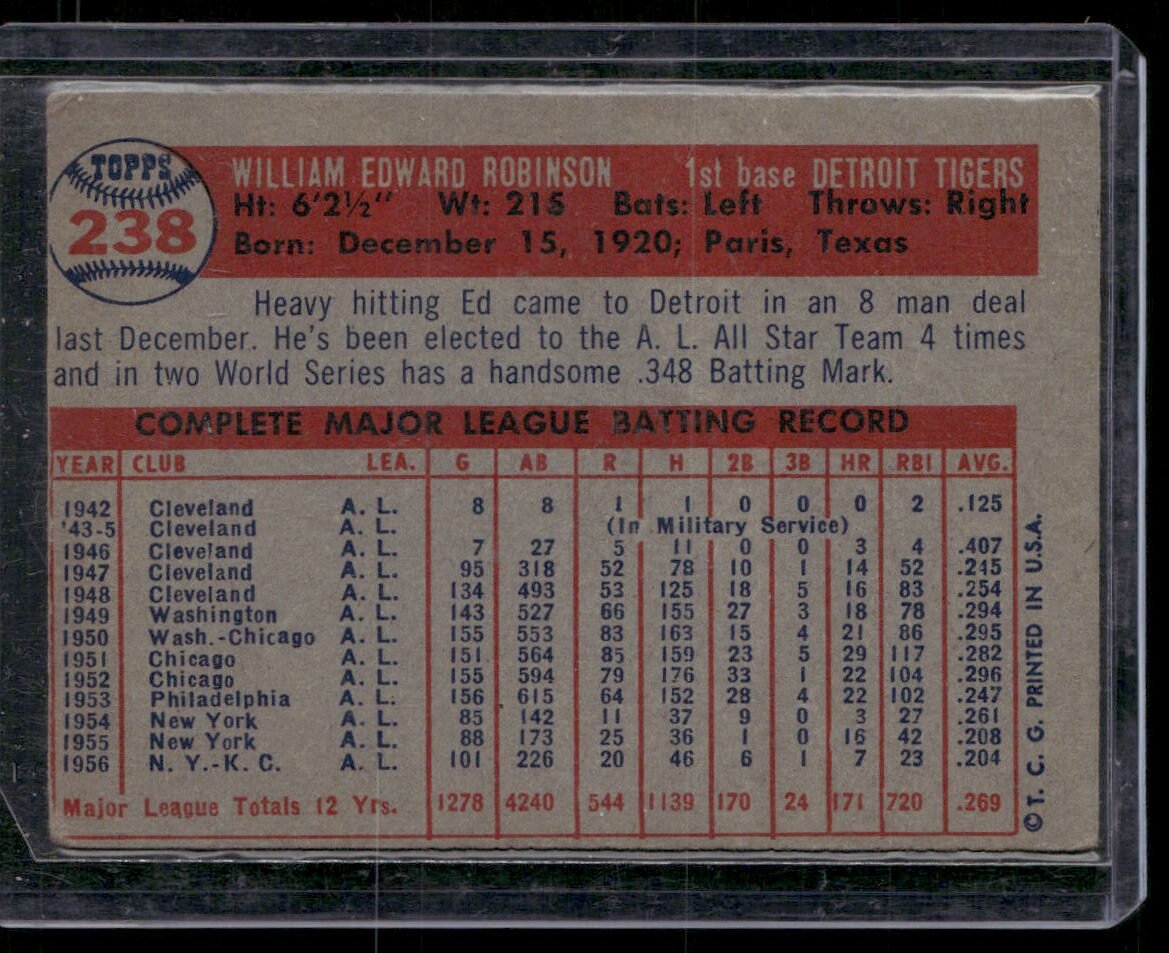 TOPPS
238
WILLIAM EDWARD ROBINSON 1st base DETROIT TIGERS
Ht: 6'2½" Wt: 215 Bats: Left Throws: Right
Born: December 15, 1920; Paris, Texas
Heavy hitting Ed came to Detroit in an 8 man deal
last December. He's been elected to the A. L. All Star Team 4 times
and in two World Series has a handsome .348 Batting Mark.
COMPLETE MAJOR LEAGUE BATTING RECORD
YEAR CLUB LEA. G AB R H 2B 3B HR RBI AVG.
1942 Cleveland A. L. 8 8 1 1 0 0 0 2 .125
'43-5 Cleveland A. L. (In Military Service)
1946 Cleveland A. L. 7 27 5 11 0 0 3 4 .407
1947 Cleveland A. L. 95 318 52 78 10 1 14 52 .245
1948 Cleveland A. L. 134 493 53 125 18 5 16 83 .254
1949 Washington A. L. 143 527 66 155 27 3 18 78 .294
1950 Wash.-Chicago A. L. 155 553 83 163 15 4 21 86 .295
1951 Chicago A. L. 151 564 85 159 23 5 29 117 .282
1952 Chicago A. L. 155 594 79 176 33 1 22 104 .296
1953 Philadelphia A. L. 156 615 64 152 28 4 22 102 .247
1954 New York A. L. 85 142 11 37 9 0 3 27 .261
1955 New York A. L. 88 173 25 36 1 0 16 42 .208
1956 N. Y.-K. C. A. L. 101 226 20 46 6 1 7 23 .204
Major League Totals 12 Yrs. 1278 4240 544 1139 170 24 171 720 .269
©T. C. G. PRINTED IN U.S.A.